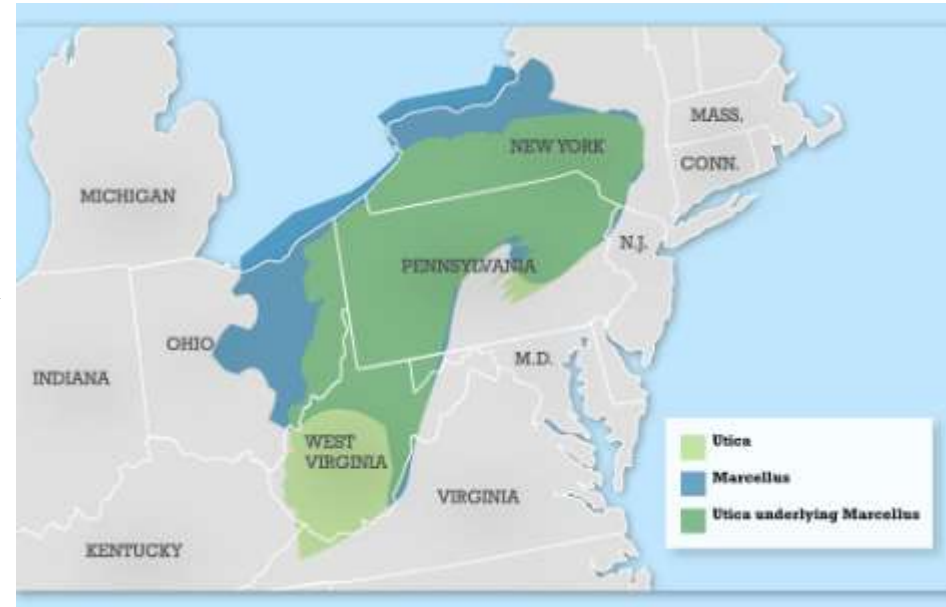 MASS.
NEW YORK
CONN.
MICHIGAN
N.J.
PENNSYLVANIA
OHIO
M.D.
INDIANA
WEST
VIRGINIA
VIRGINIA
KENTUCKY
Utica
Marcellus
Utica underlying Marcellus